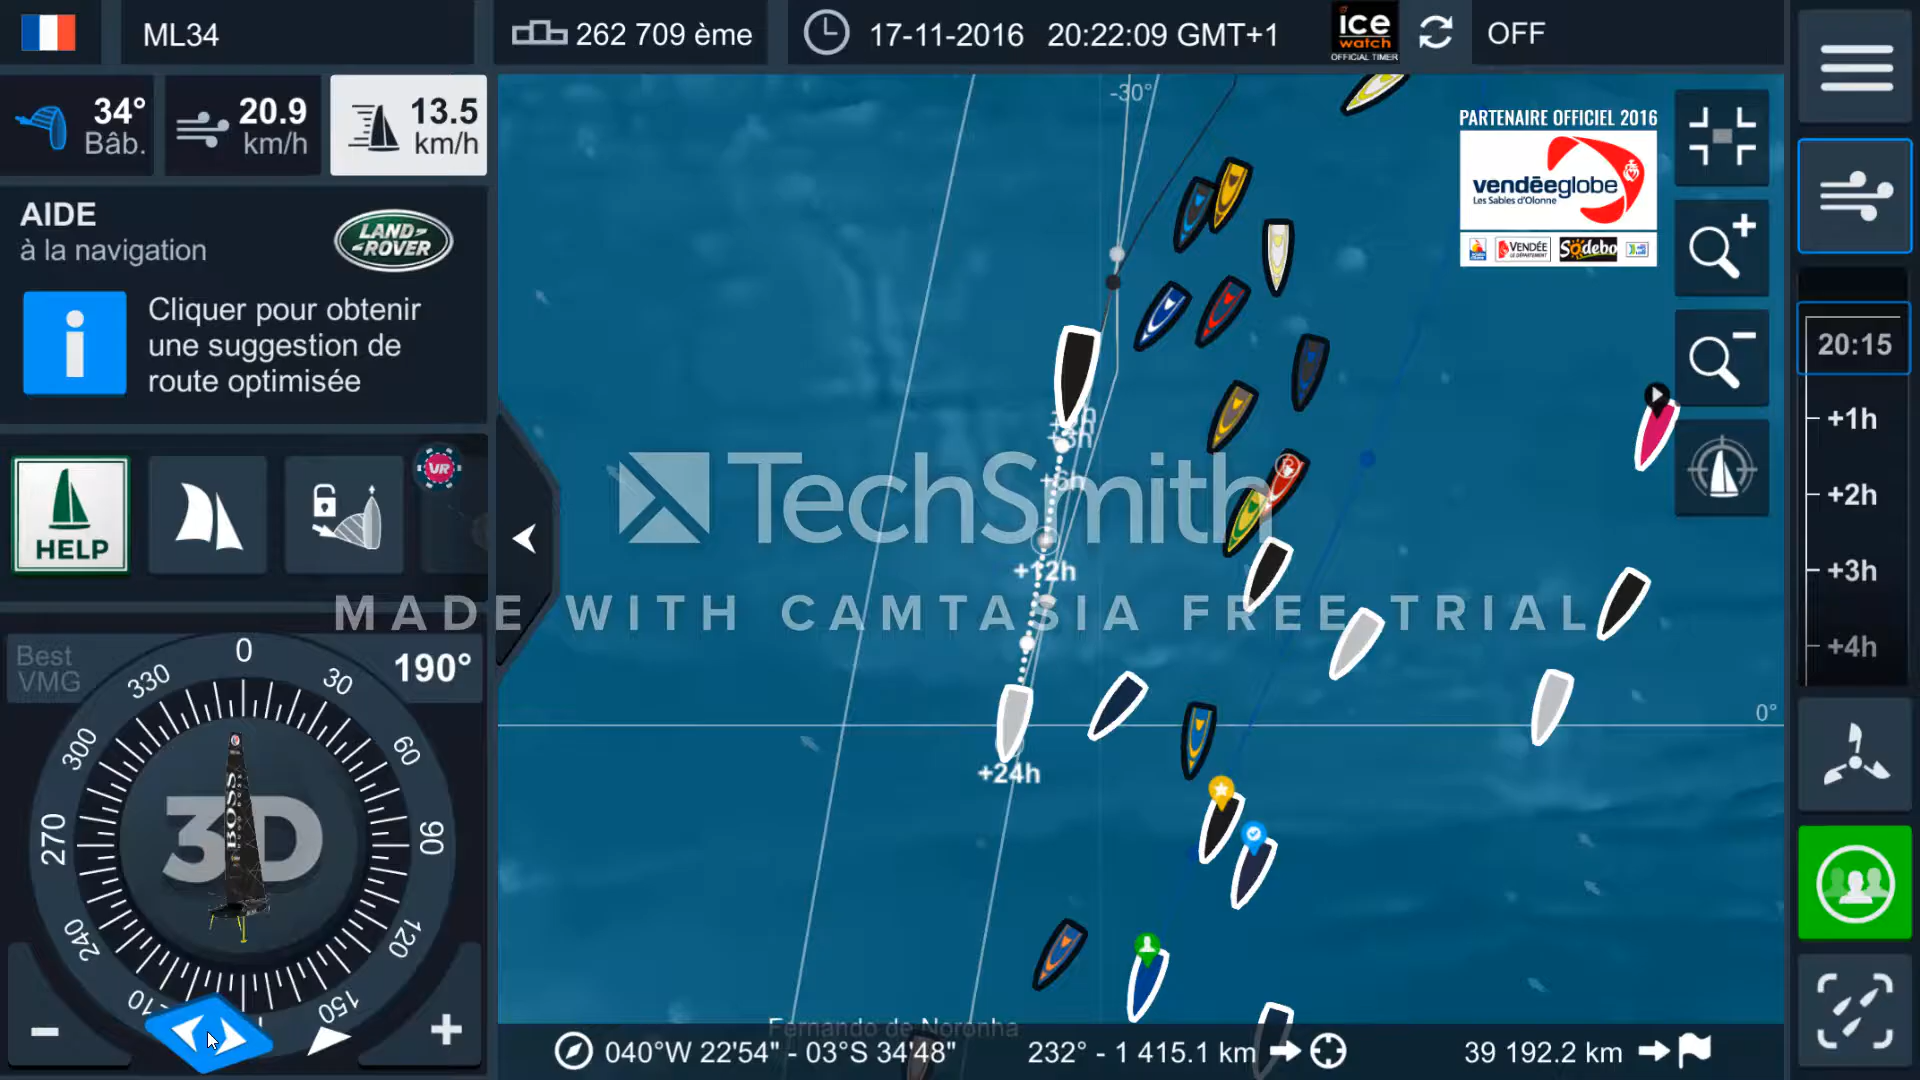 ML34
262 709 ème
17-11-2016 20:22:09 GMT+1
ice
watch
OFFICIAL TIMER
OFF
34°
Bâb.
20.9
km/h
13.5
km/h
-30°
PARTENAIRE OFFICIEL 2016
vendéeglobe
Les Sables d'Olonne
VENDÉE
LE DÉPARTEMENT
Sodebo
AIDE
à la navigation
LAND-
-ROVER
Cliquer pour obtenir
une suggestion de
route optimisée
20:15
+1h
+2h
+3h
+4h
+3h
+6h
+12h
+24h
VR
HELP
TechSmith
MADE WITH CAMTASIA FREE TRIAL
Best
VMG
190°
0
30
60
90
120
150
210
240
270
300
330
3D
BOSS
0°
Fernando de Noronha
040°W 22'54" - 03°S 34'48"
232° - 1 415.1 km
39 192.2 km